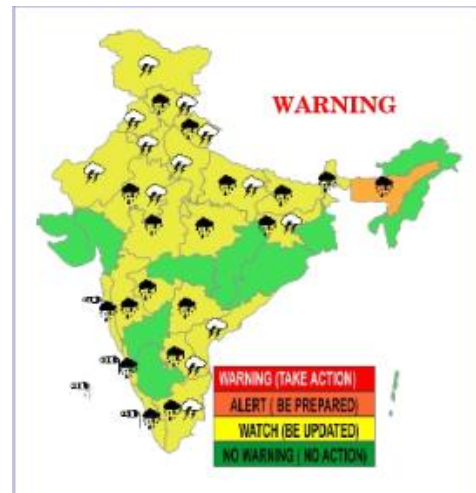 WARNING
WARNING (TAKE ACTION)
ALERT ( BE PREPARED)
WATCH (BE UPDATED)
NO WARNING ( NO ACTION)